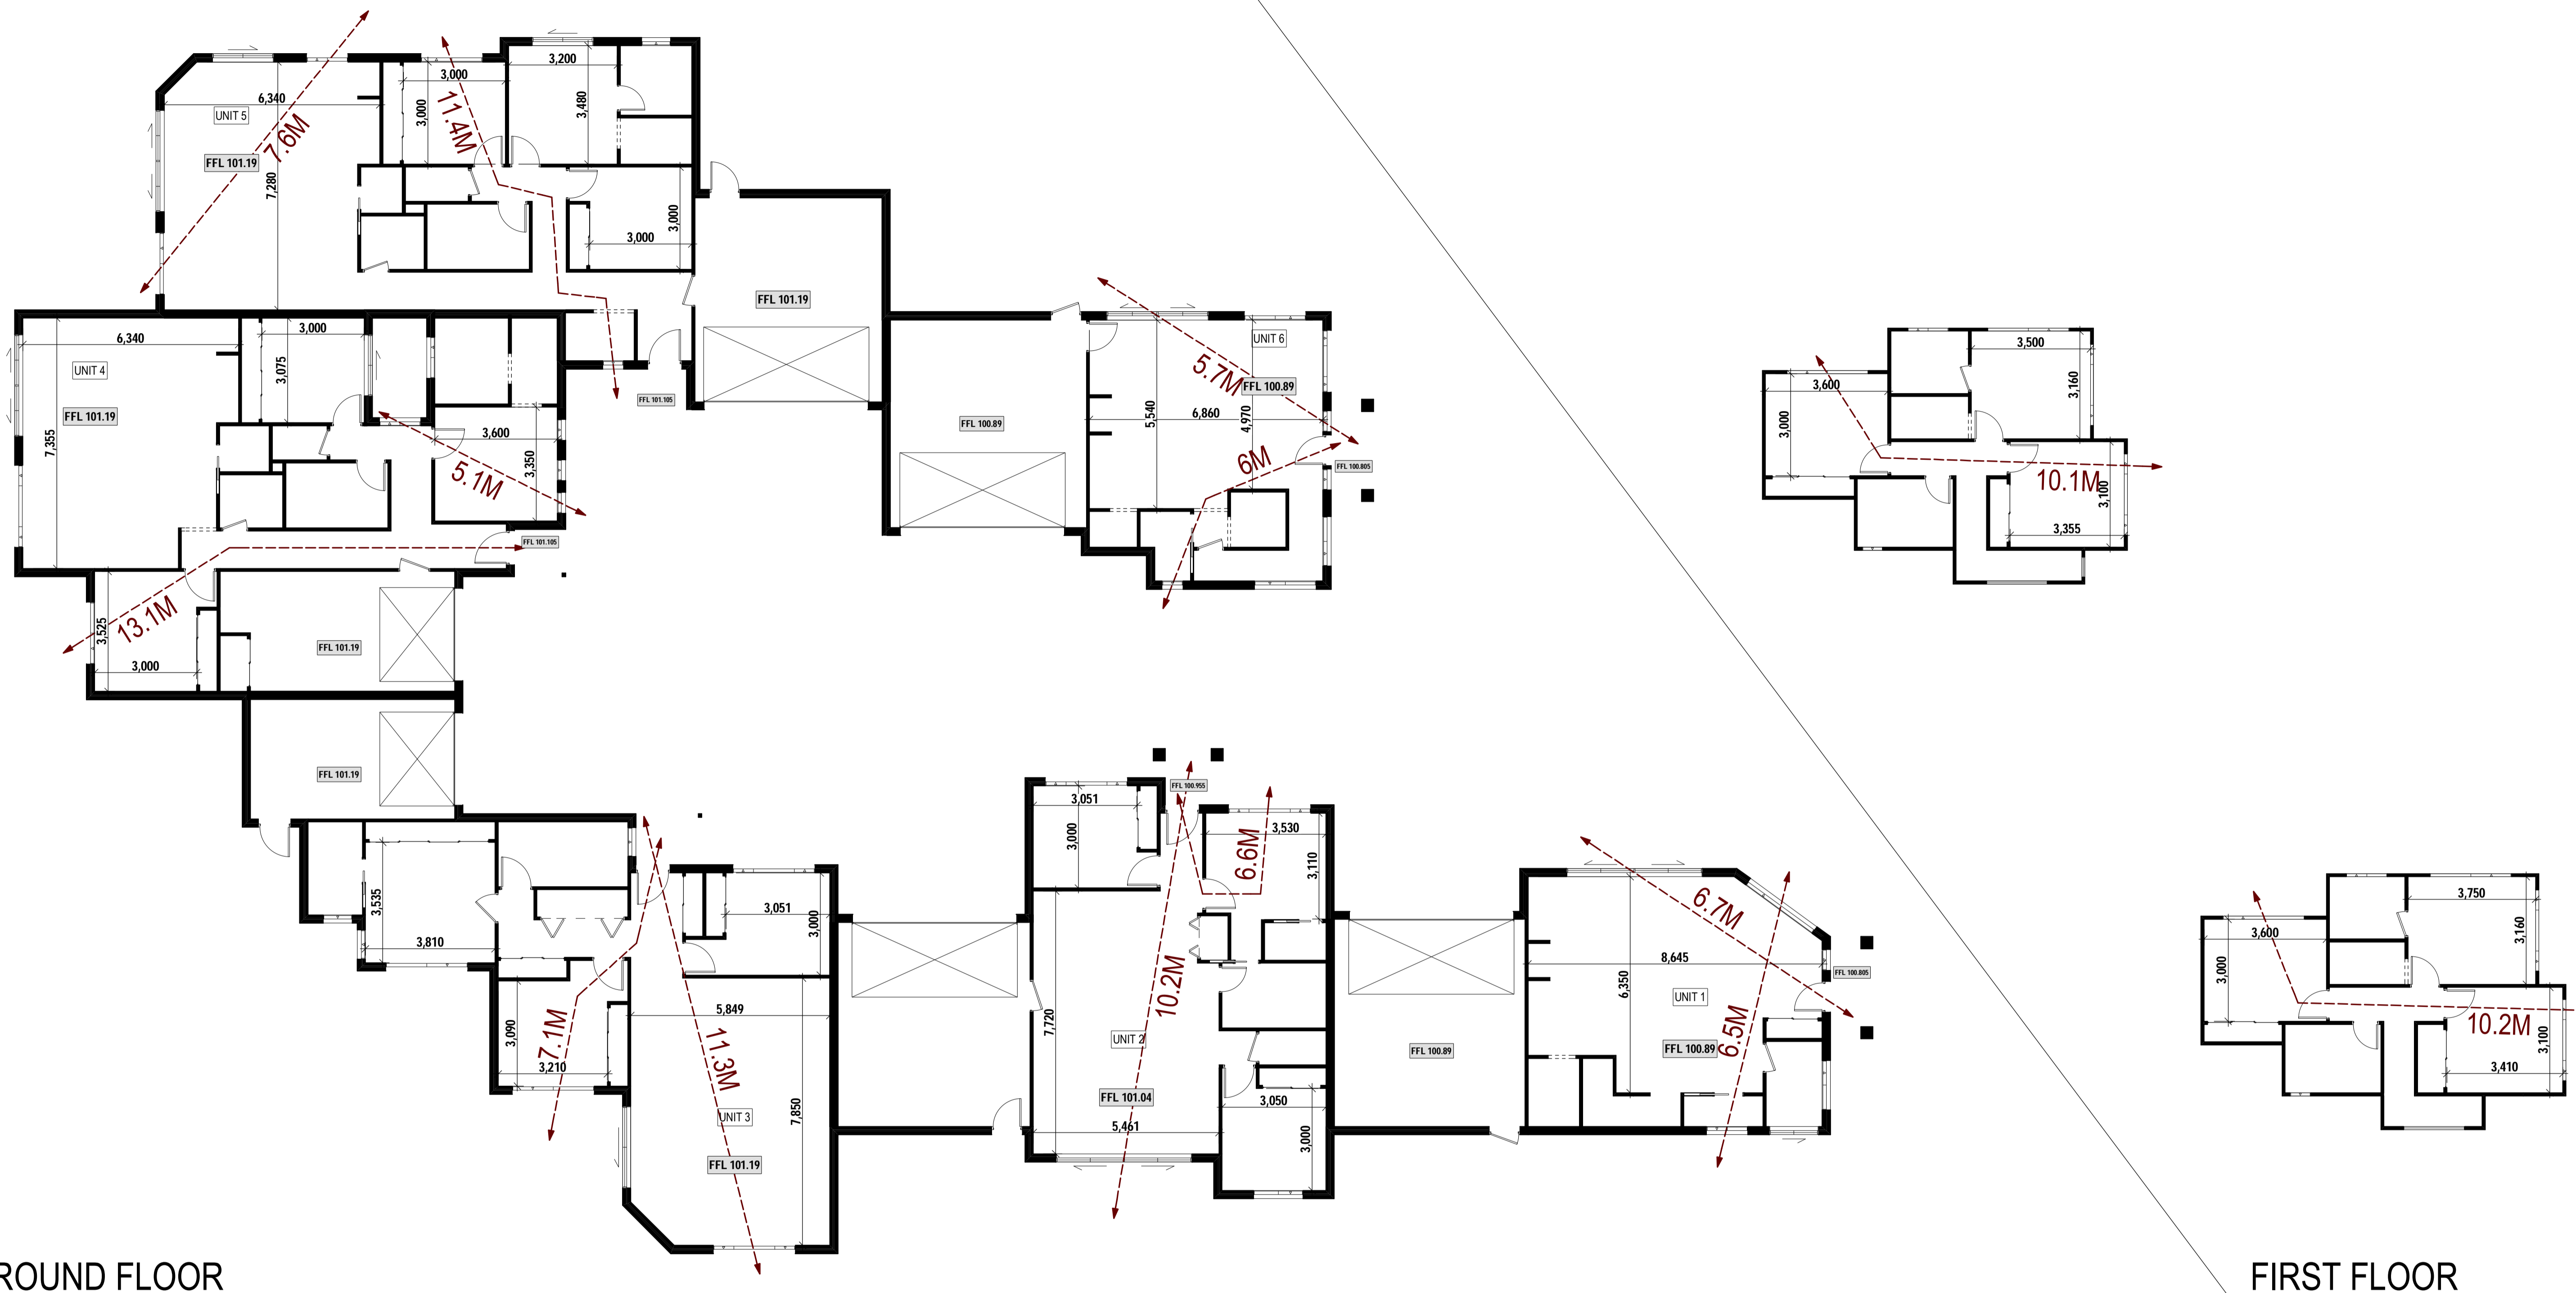 3,200
3,000
11.4M
3,000
3,480
6,340
UNIT 5
7.6M
FFL 101.19
7,280
3,000
3,000
FFL 101.19
6,340
3,000
3,075
UNIT 4
FFL 101.19
7,355
FFL 101.105
3,600
3,350
5.1M
FFL 101.105
13.1M
3,525
3,000
FFL 101.19
FFL 101.19
UNIT 6
5.7M
FFL 100.89
6,860
5,540
4,970
FFL 100.89
6M
FFL 100.805
3,535
3,810
3,051
3,000
3,090
7.1M
3,210
5,849
11.3M
7,850
UNIT 3
FFL 101.19
FFL 100.955
3,051
3,000
3,530
6.6M
3,110
10.2M
7,720
UNIT 2
FFL 101.04
5,461
3,050
3,000
FFL 100.89
6.7M
8,645
6,350
UNIT 1
FFL 100.805
6.5M
FFL 100.89
3,500
3,160
3,600
3,000
10.1M
3,100
3,355
3,750
3,160
3,600
3,000
10.2M
3,100
3,410
ROUND FLOOR
FIRST FLOOR